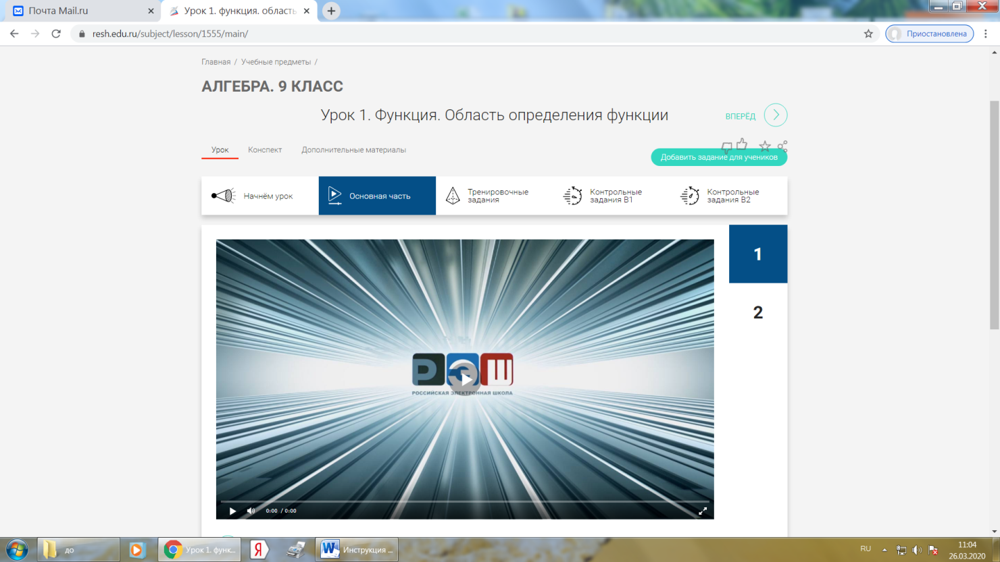 Почта Mail.ru
Урок 1. функция. область
resh.edu.ru/subject/lesson/1555/main/
Приостановлена
Главная / Учебные предметы /
АЛГЕБРА. 9 КЛАСС
Урок 1. Функция. Область определения функции
ВПЕРЁД
Урок
Конспект
Дополнительные материалы
Добавить задание для учеников
Начнём урок
Основная часть
Тренировочные
задания
Контрольные
задания В1
Контрольные
задания В2
1
2
РЭШ
РОССИЙСКАЯ ЭЛЕКТРОННАЯ ШКОЛА
0:00 / 0:00
до
Урок 1. функ...
Я
W
Инструкция ...
RU
11:04
26.03.2020